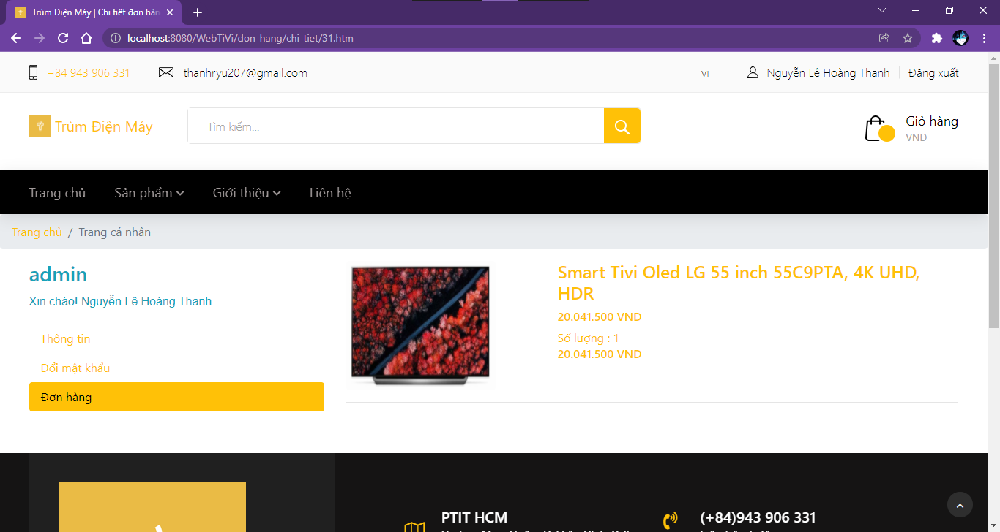 Trùm Điện Máy | Chi tiết đơn hàn
localhost:8080/WebTiVi/don-hang/chi-tiet/31.htm
+84 943 906 331
thanhryu207@gmail.com
vi
Nguyễn Lê Hoàng Thanh
Đăng xuất
Trùm Điện Máy
Tìm kiếm...
Giỏ hàng
VND
Trang chủ
Sản phẩm
Giới thiệu
Liên hệ
Trang chủ / Trang cá nhân
admin
Xin chào! Nguyễn Lê Hoàng Thanh
Thông tin
Đổi mật khẩu
Đơn hàng
Smart Tivi Oled LG 55 inch 55C9PTA, 4K UHD,
HDR
20.041.500 VND
Số lượng : 1
20.041.500 VND
PTIT HCM
(+84)943 906 331